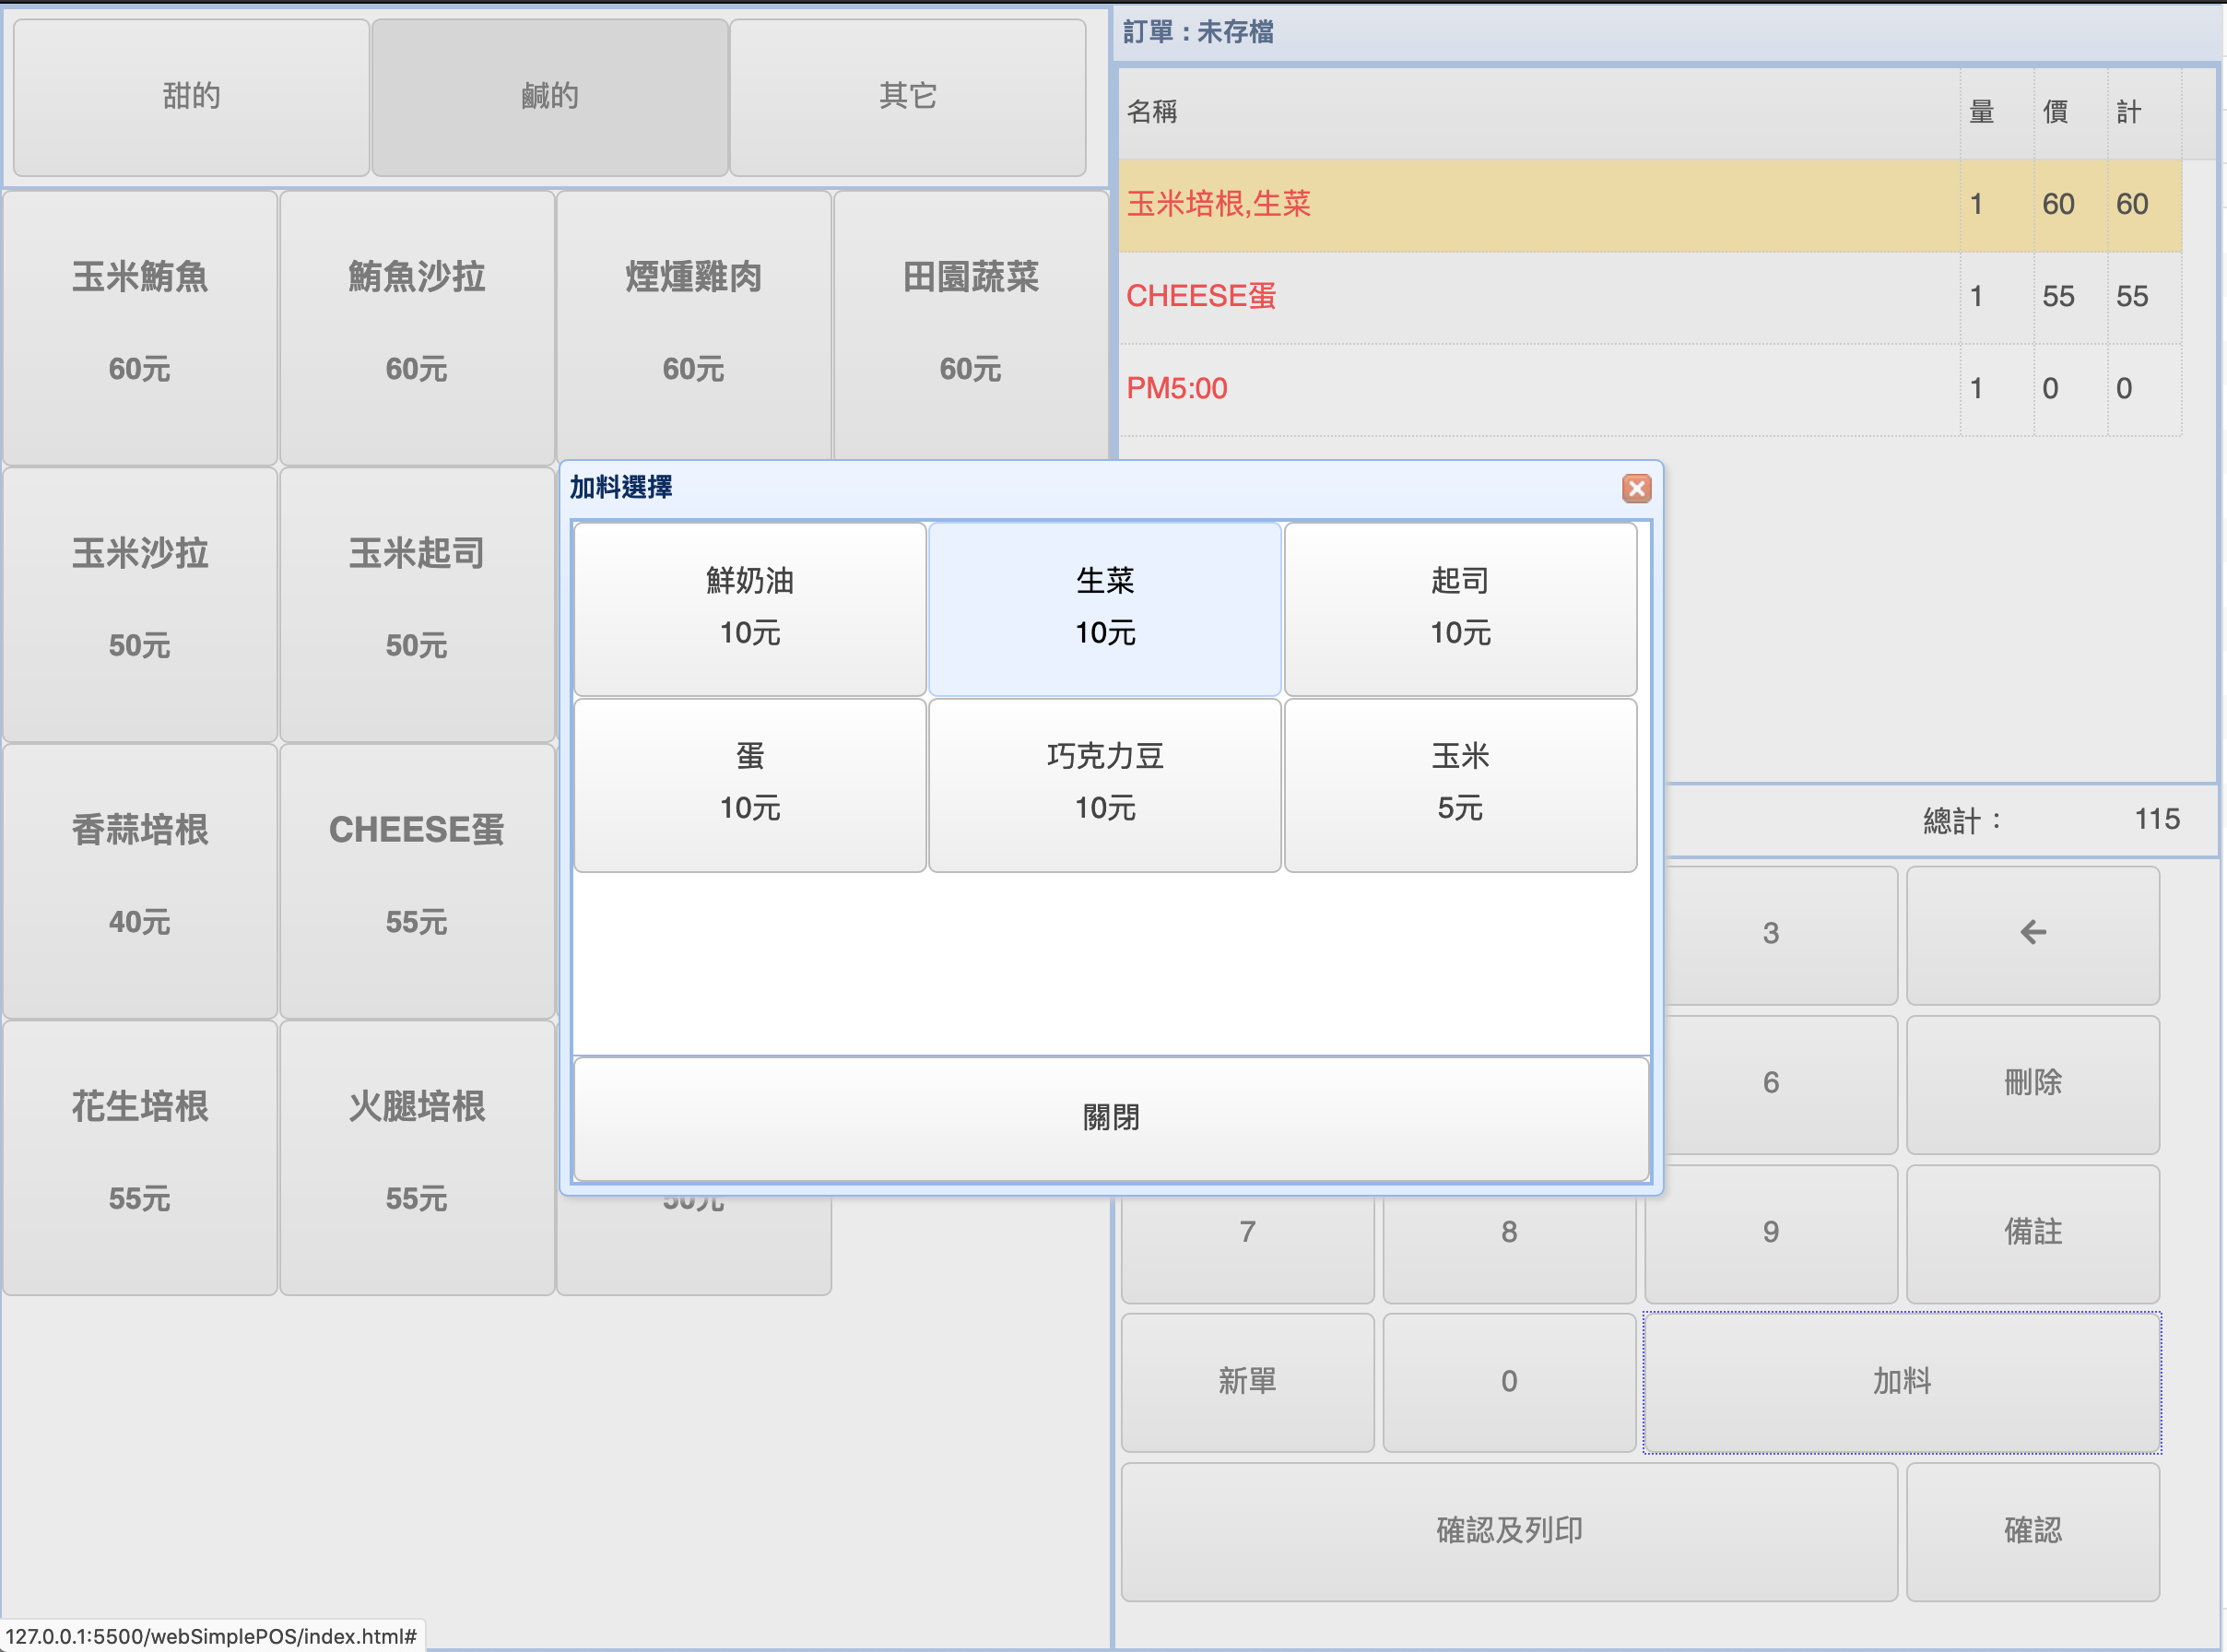 甜的
鹹的
其它
訂單：未存檔
名稱 量 價 計
玉米培根,生菜 1 60 60
CHEESE蛋 1 55 55
PM5:00 1 0 0
玉米鮪魚
60元
鮪魚沙拉
60元
煙燻雞肉
60元
田園蔬菜
60元
玉米沙拉
50元
玉米起司
50元
香蒜培根
40元
CHEESE蛋
55元
花生培根
55元
火腿培根
55元
50元
加料選擇
鮮奶油
10元
生菜
10元
起司
10元
蛋
10元
巧克力豆
10元
玉米
5元
關閉
總計： 115
3
6 刪除
7 8 9 備註
新單 0 加料
確認及列印 確認
127.0.0.1:5500/webSimplePOS/index.html#